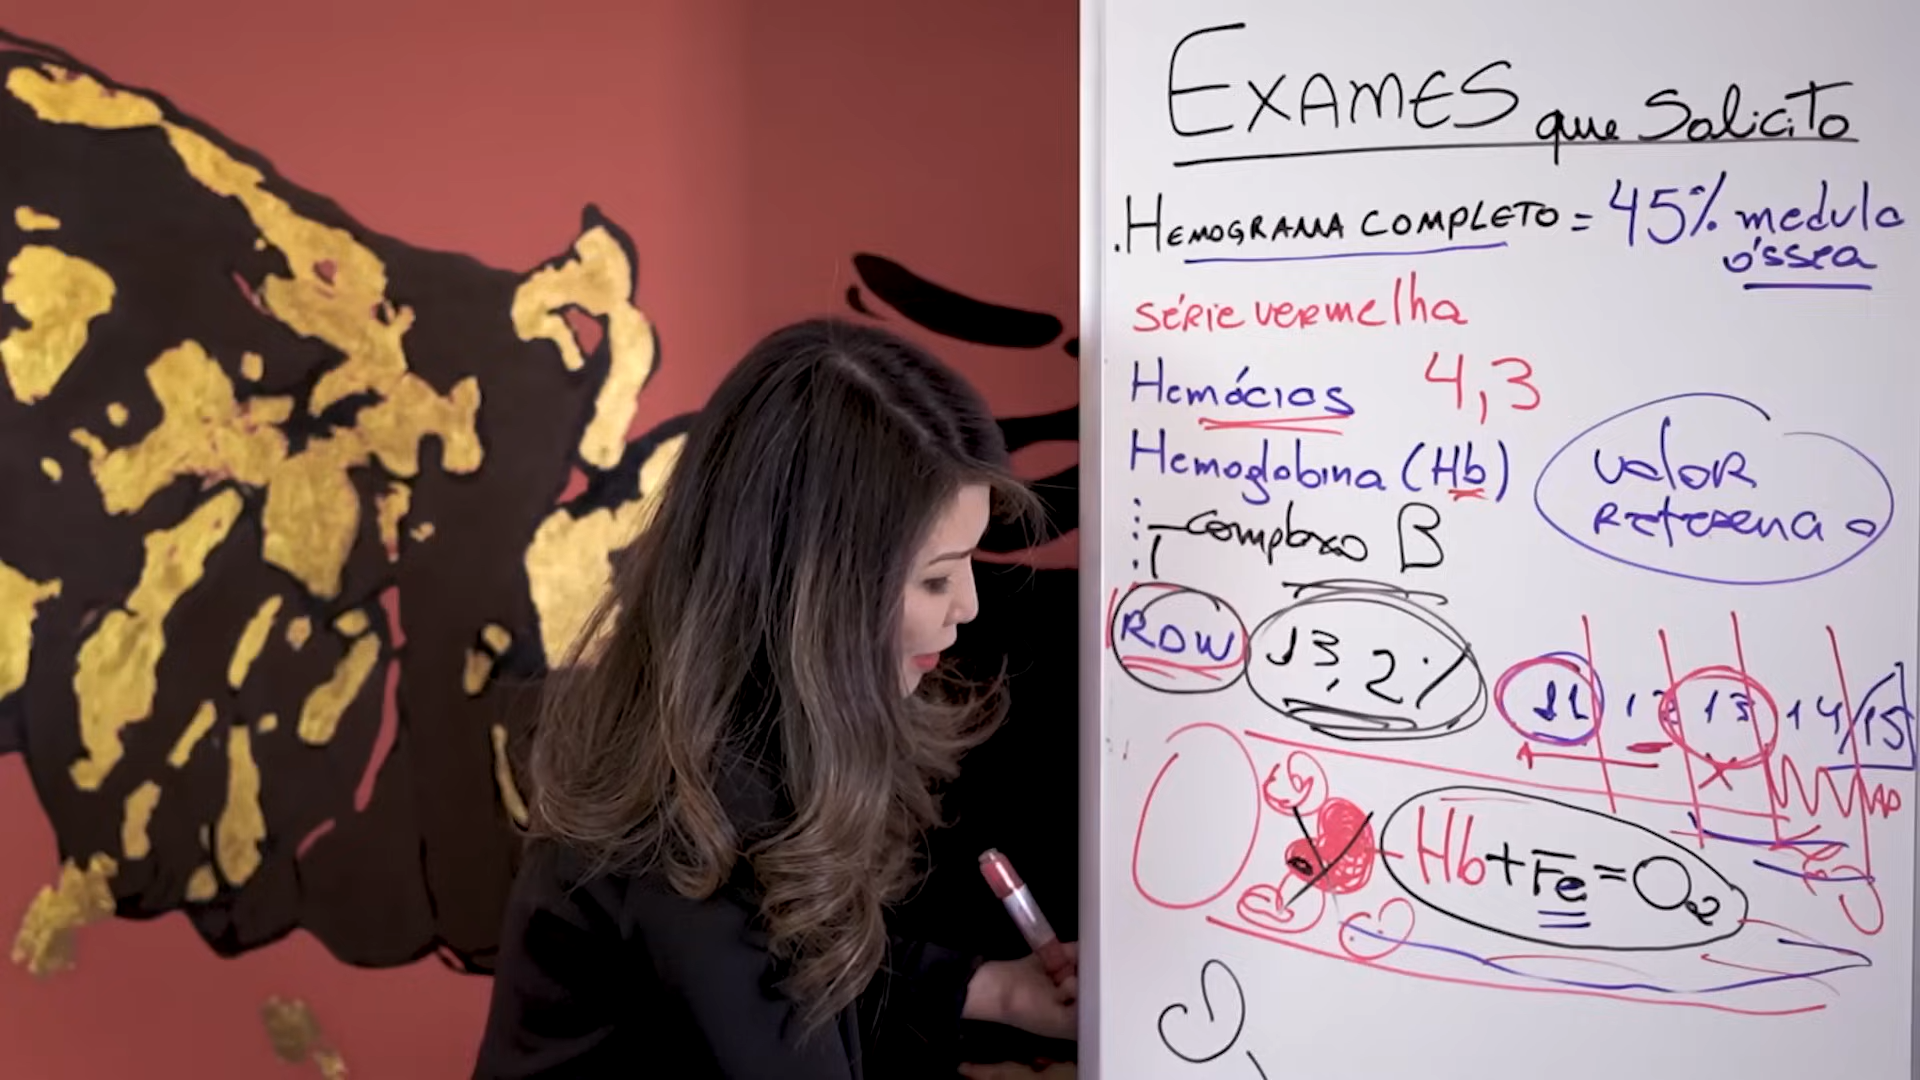 EXAMES que Solicito
. HEMOGRAMA COMPLETO = 45% medula óssea
SÉRIE VERMELHA
Hemácias 4,3
Hemoglobina (Hb)
valor
complexo B
RDW 13,2%
11 12 13 14/15
Hb + Fe = O2